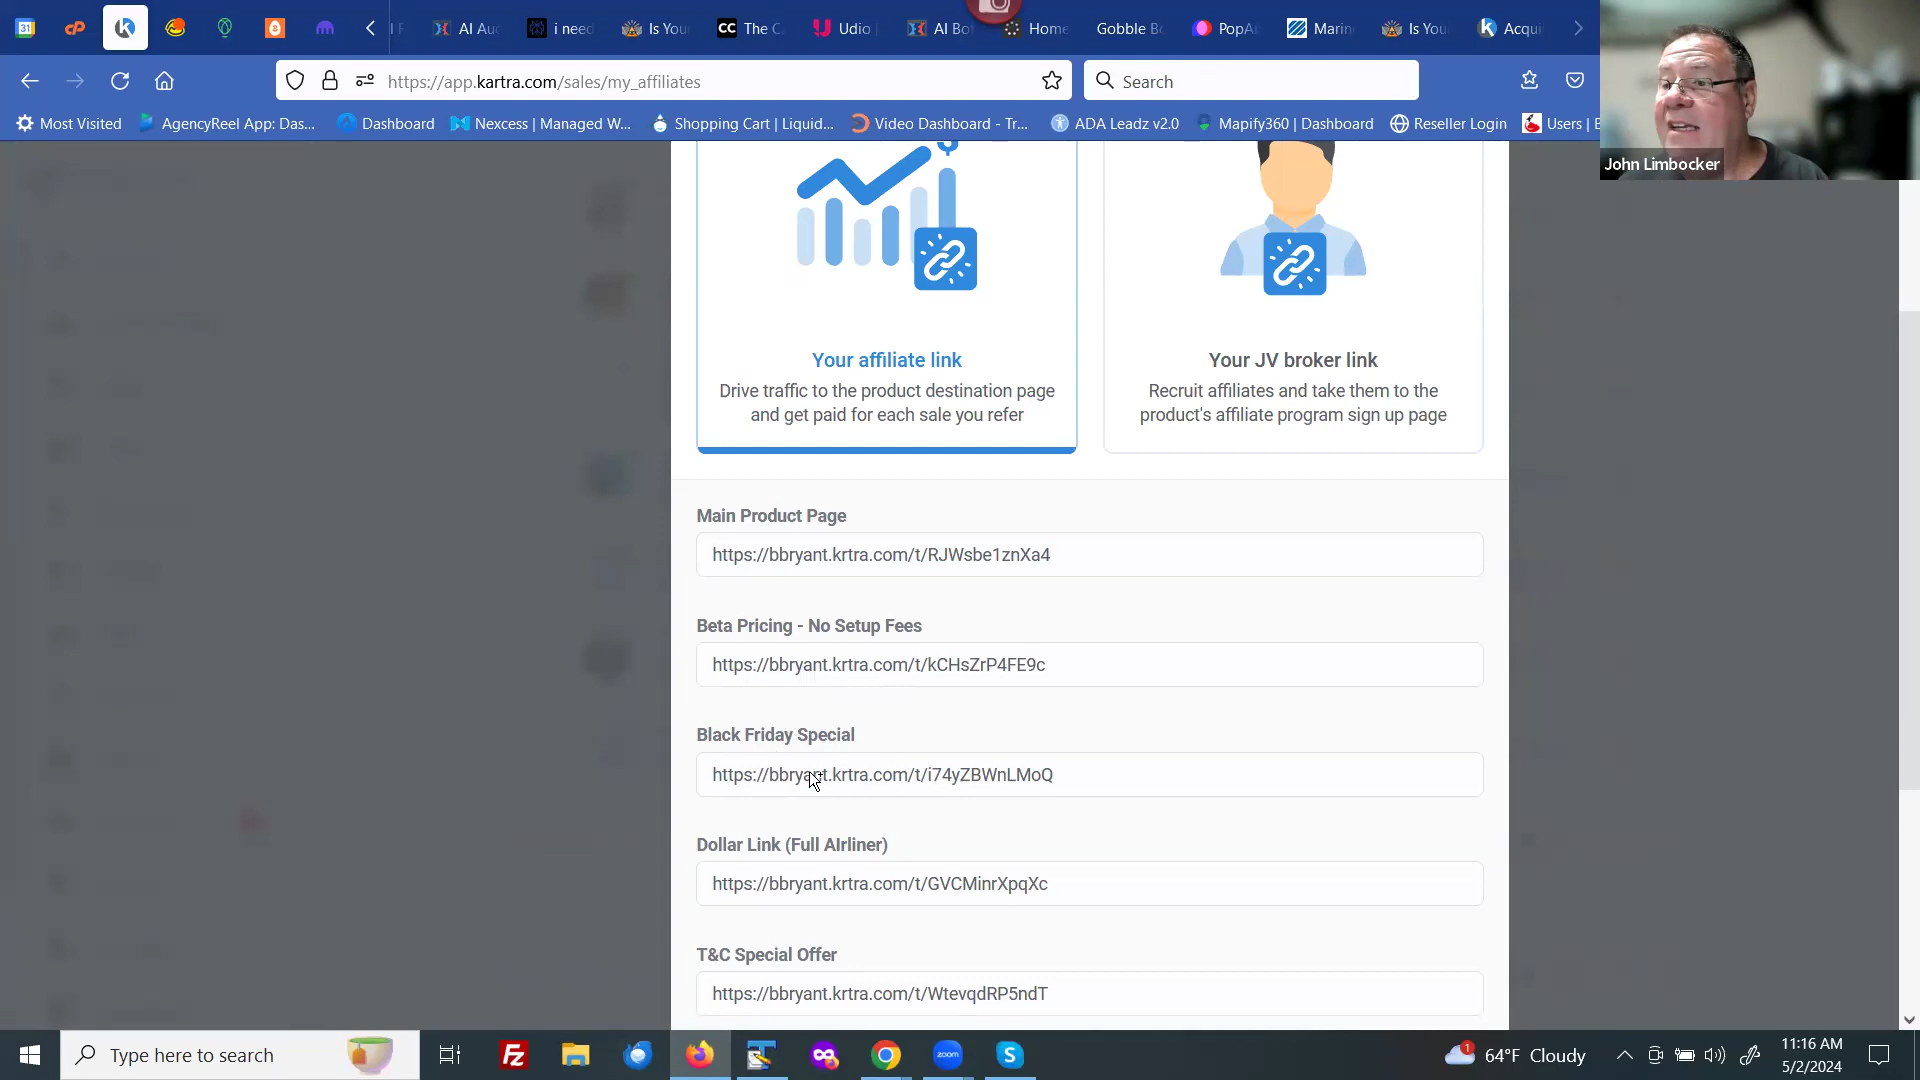 31
cP
AI Au
i need
Is You
CC The C
Udio
AI Bo
Home
Gobble B
PopA
Marin
Is You
Acqui
https://app.kartra.com/sales/my_affiliates
Search
Most Visited
AgencyReel App: Das...
Dashboard
Nexcess | Managed W...
Shopping Cart | Liquid...
Video Dashboard - Tr...
ADA Leadz v2.0
Mapify360 | Dashboard
Reseller Login
Users | E
John Limbocker
$
Your affiliate link
Drive traffic to the product destination page
and get paid for each sale you refer
Your JV broker link
Recruit affiliates and take them to the
product's affiliate program sign up page
Main Product Page
https://bbryant.krtra.com/t/RJWsbe1znXa4
Beta Pricing - No Setup Fees
https://bbryant.krtra.com/t/kCHsZrP4FE9c
Black Friday Special
https://bbryant.krtra.com/t/i74yZBWnLMoQ
Dollar Link (Full AIrliner)
https://bbryant.krtra.com/t/GVCMinrXpqXc
T&C Special Offer
https://bbryant.krtra.com/t/WtevqdRP5ndT
Type here to search
Fz
zoom
S
1
64°F Cloudy
11:16 AM
5/2/2024